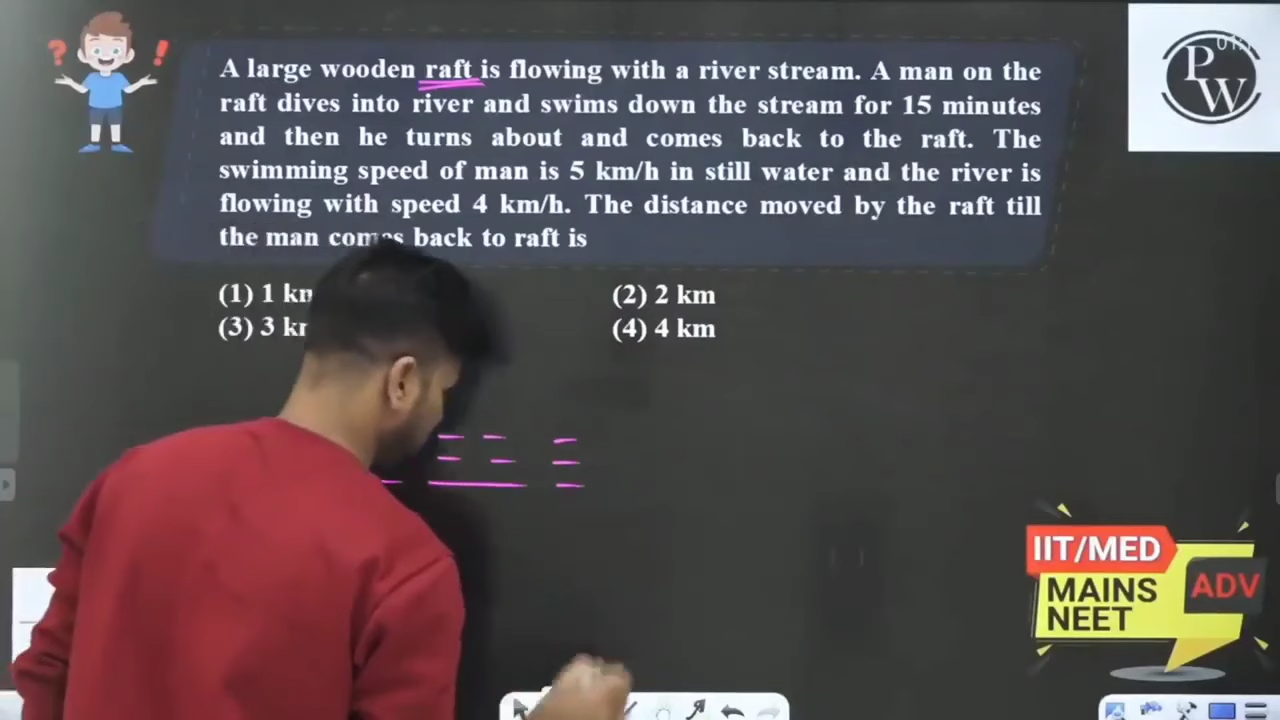 A large wooden raft is flowing with a river stream. A man on the
raft dives into river and swims down the stream for 15 minutes
and then he turns about and comes back to the raft. The
swimming speed of man is 5 km/h in still water and the river is
flowing with speed 4 km/h. The distance moved by the raft till
the man comes back to raft is
(1) 1 km (2) 2 km
(3) 3 km (4) 4 km
P
W
IIT/MED
MAINS
NEET
ADV